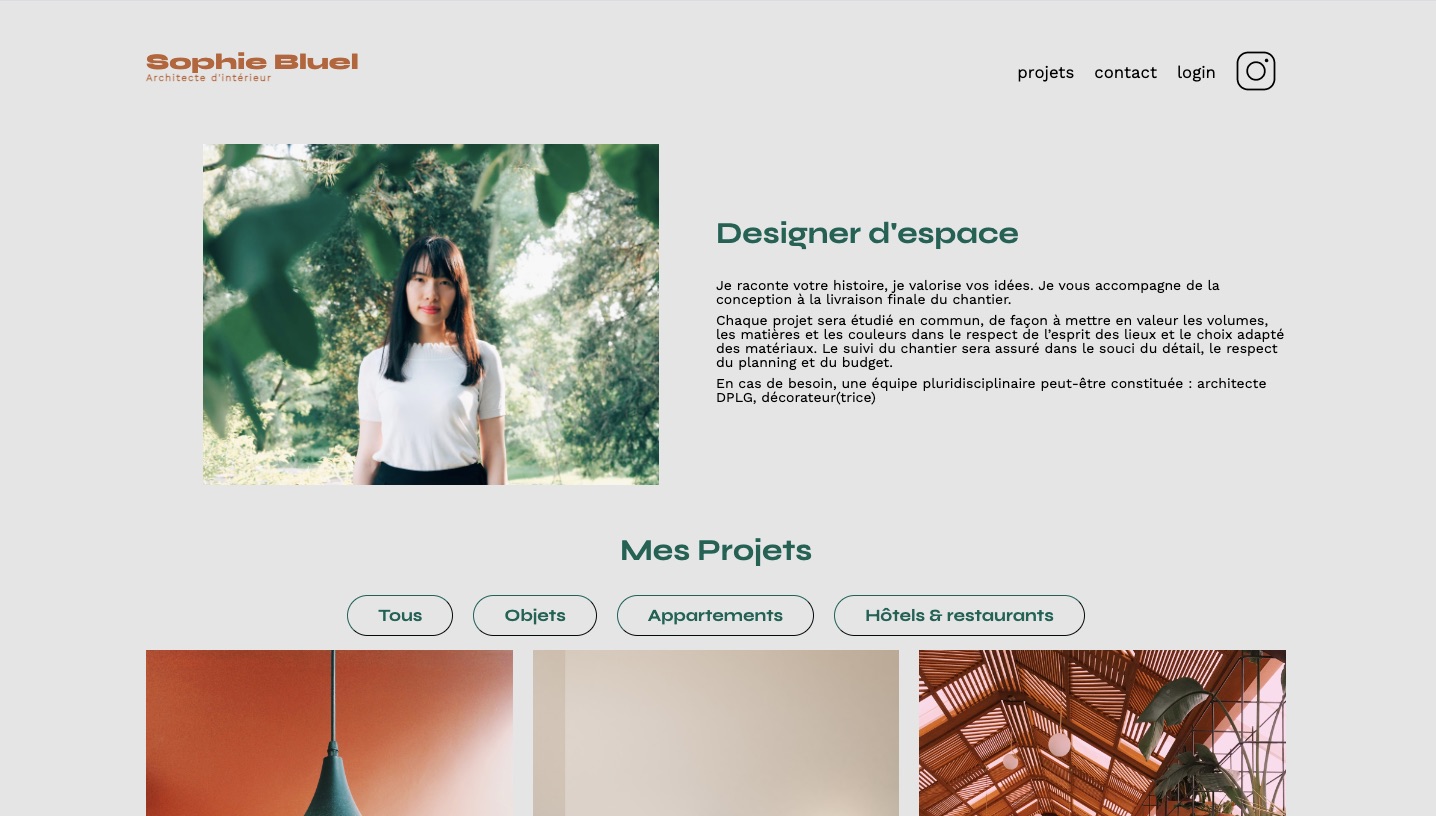 Sophie Bluel
Architecte d'intérieur
projets contact login
Designer d'espace
Je raconte votre histoire, je valorise vos idées. Je vous accompagne de la
conception à la livraison finale du chantier.
Chaque projet sera étudié en commun, de façon à mettre en valeur les volumes,
les matières et les couleurs dans le respect de l’esprit des lieux et le choix adapté
des matériaux. Le suivi du chantier sera assuré dans le souci du détail, le respect
du planning et du budget.
En cas de besoin, une équipe pluridisciplinaire peut-être constituée : architecte
DPLG, décorateur(trice)
Mes Projets
Tous Objets Appartements Hôtels & restaurants